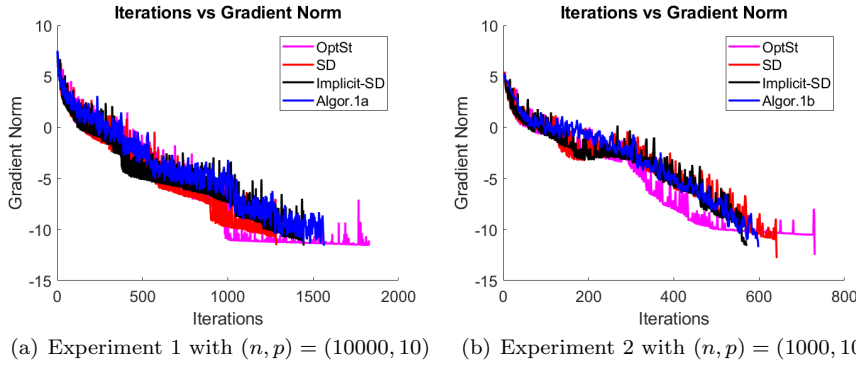 Iterations vs Gradient Norm
10
5
0
-5
-10
-15
Gradient Norm
OptSt
SD
Implicit-SD
Algor.1a
0 500 1000 1500 2000
Iterations
(a) Experiment 1 with (n, p) = (10000, 10)
Iterations vs Gradient Norm
10
5
0
-5
-10
-15
Gradient Norm
OptSt
SD
Implicit-SD
Algor.1b
0 200 400 600 800
Iterations
(b) Experiment 2 with (n, p) = (1000, 10